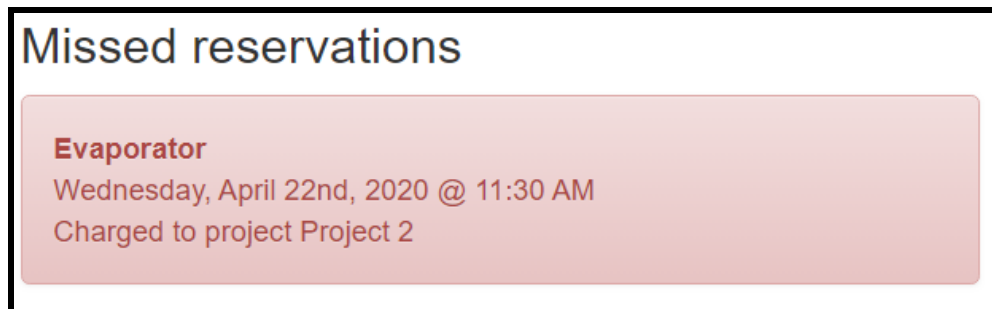 Missed reservations
Evaporator
Wednesday, April 22nd, 2020 @ 11:30 AM
Charged to project Project 2